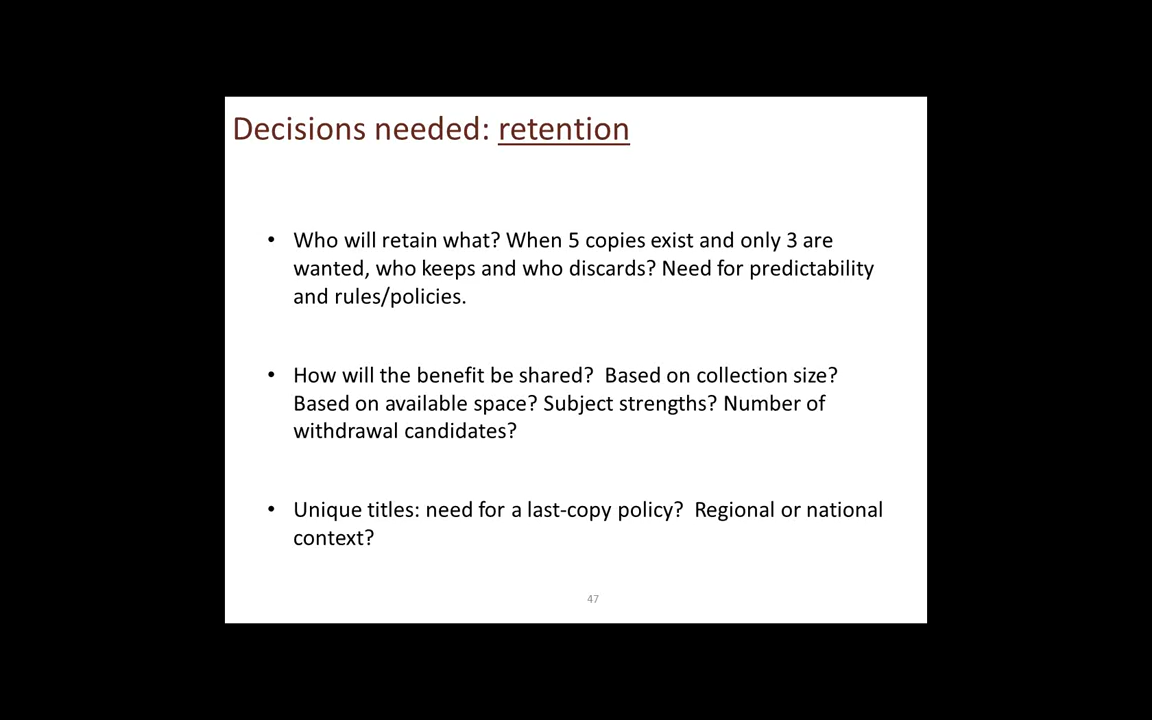 Decisions needed: retention
• Who will retain what? When 5 copies exist and only 3 are
wanted, who keeps and who discards? Need for predictability
and rules/policies.
• How will the benefit be shared?  Based on collection size?
Based on available space? Subject strengths? Number of
withdrawal candidates?
• Unique titles: need for a last-copy policy?  Regional or national
context?
47